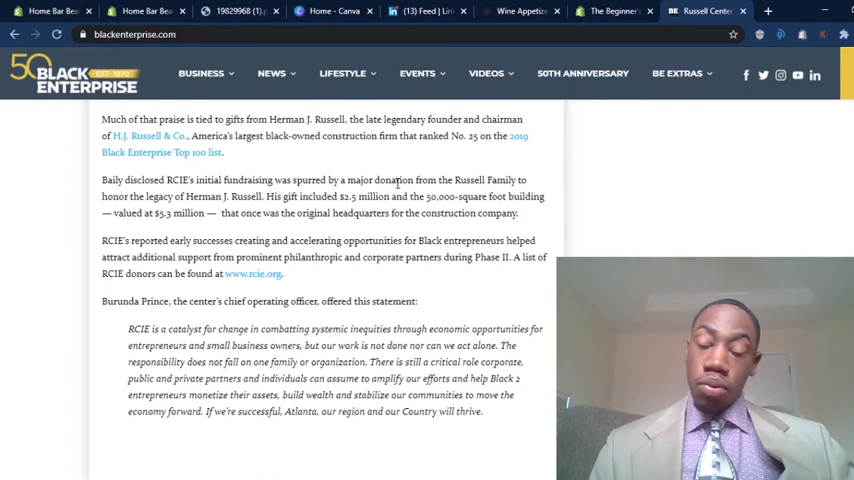 Home Bar Bea
Home Bar Bea
19829968 (1).p
Home - Canva
(13) Feed | Lin
Wine Appetize
The Beginner's
BE
Russell Center
blackenterprise.com
50 EST. 1970
BLACK
ENTERPRISE
BUSINESS
NEWS
LIFESTYLE
EVENTS
VIDEOS
50TH ANNIVERSARY
BE EXTRAS
Much of that praise is tied to gifts from Herman J. Russell, the late legendary founder and chairman
of H.J. Russell & Co., America's largest black-owned construction firm that ranked No. 25 on the 2019
Black Enterprise Top 100 list.
Baily disclosed RCIE's initial fundraising was spurred by a major donation from the Russell Family to
honor the legacy of Herman J. Russell. His gift included $2.5 million and the 50,000-square foot building
— valued at $5.3 million — that once was the original headquarters for the construction company.
RCIE's reported early successes creating and accelerating opportunities for Black entrepreneurs helped
attract additional support from prominent philanthropic and corporate partners during Phase II. A list of
RCIE donors can be found at www.rcie.org.
Burunda Prince, the center's chief operating officer, offered this statement:
RCIE is a catalyst for change in combatting systemic inequities through economic opportunities for
entrepreneurs and small business owners, but our work is not done nor can we act alone. The
responsibility does not fall on one family or organization. There is still a critical role corporate,
public and private partners and individuals can assume to amplify our efforts and help Black 2
entrepreneurs monetize their assets, build wealth and stabilize our communities to move the
economy forward. If we're successful, Atlanta, our region and our Country will thrive.